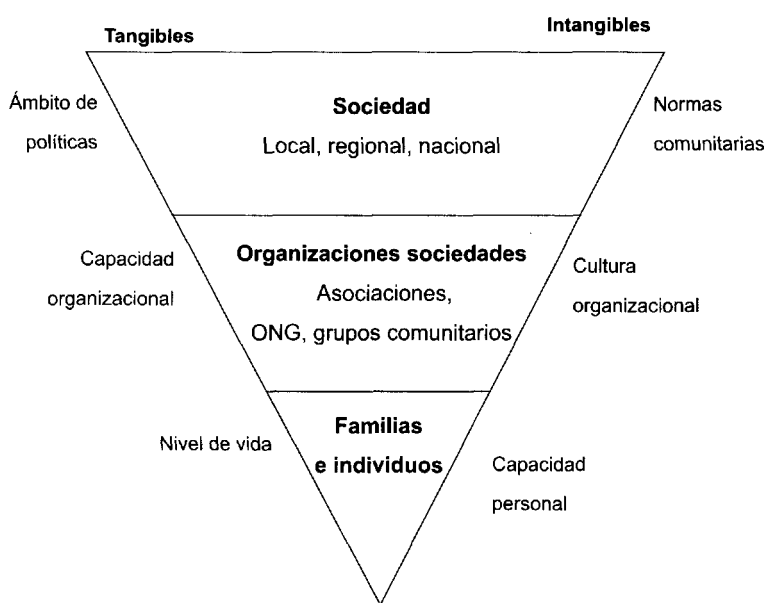 Tangibles
Intangibles
Ámbito de
políticas
Sociedad
Local, regional, nacional
Normas
comunitarias
Capacidad
organizacional
Organizaciones sociedades
Asociaciones,
ONG, grupos comunitarios
Cultura
organizacional
Nivel de vida
Familias
e individuos
Capacidad
personal